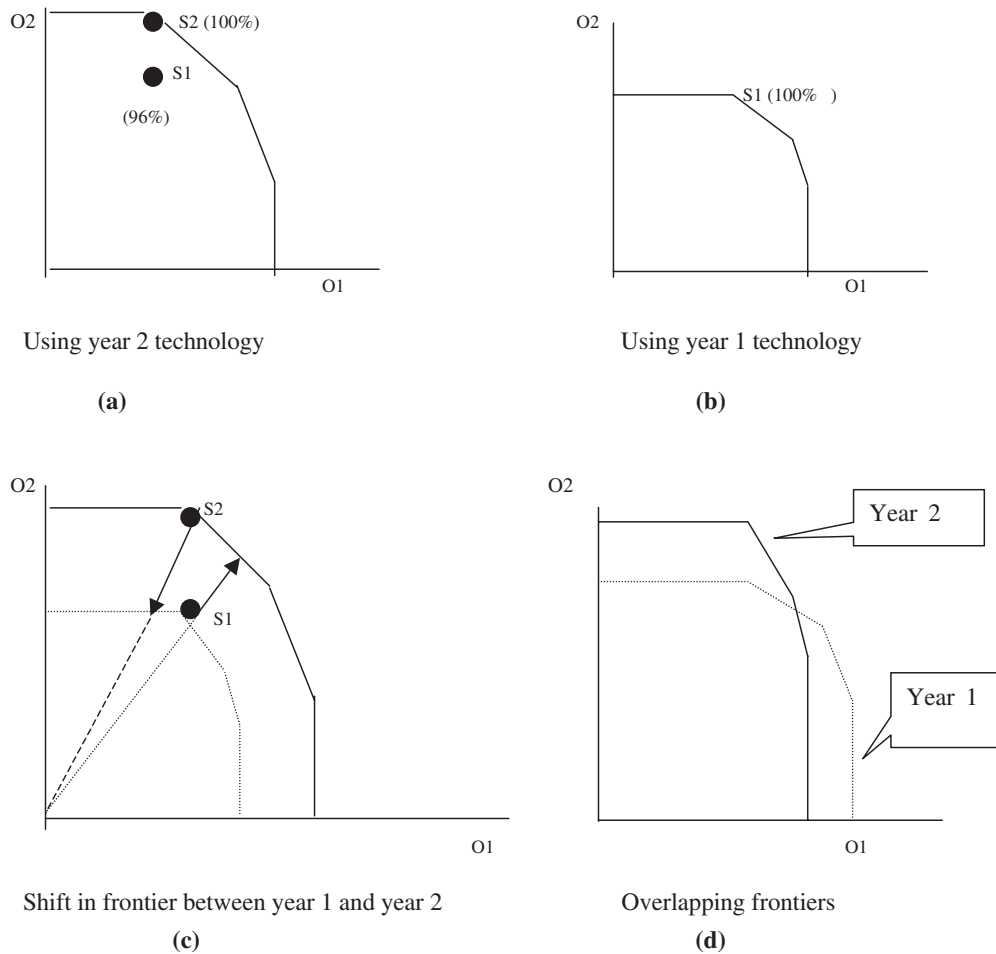 O2
S2 (100%)
S1
(96%)
O1
Using year 2 technology
(a)
O2
S1 (100% )
O1
Using year 1 technology
(b)
O2
S2
S1
O1
Shift in frontier between year 1 and year 2
(c)
O2
Year 2
Year 1
O1
Overlapping frontiers
(d)